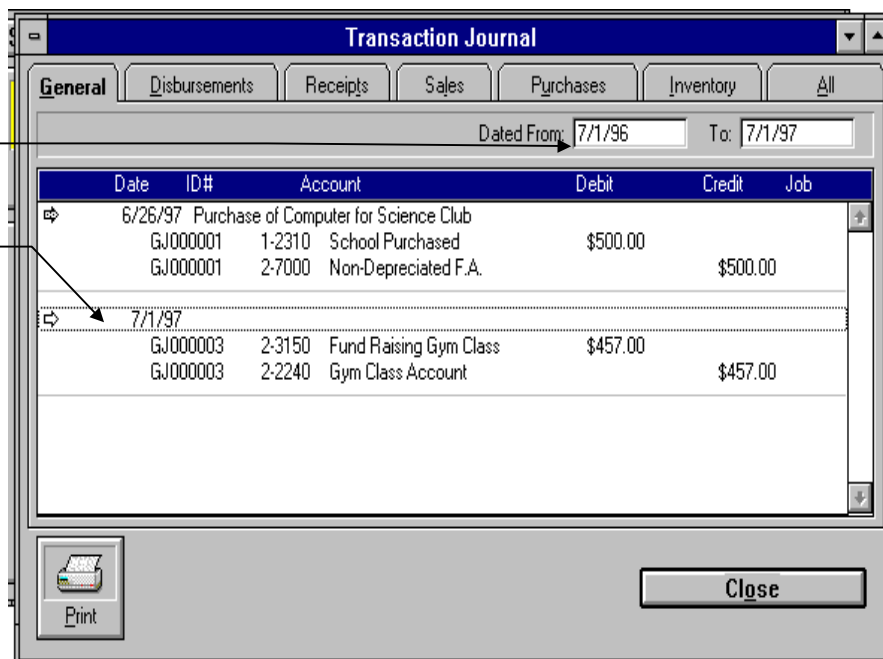 Transaction Journal
General Disbursements Receipts Sales Purchases Inventory All
Dated From: 7/1/96 To: 7/1/97
Date ID# Account Debit Credit Job
6/26/97 Purchase of Computer for Science Club
GJ000001 1-2310 School Purchased $500.00
GJ000001 2-7000 Non-Depreciated F.A. $500.00
7/1/97
GJ000003 2-3150 Fund Raising Gym Class $457.00
GJ000003 2-2240 Gym Class Account $457.00
Print
Close